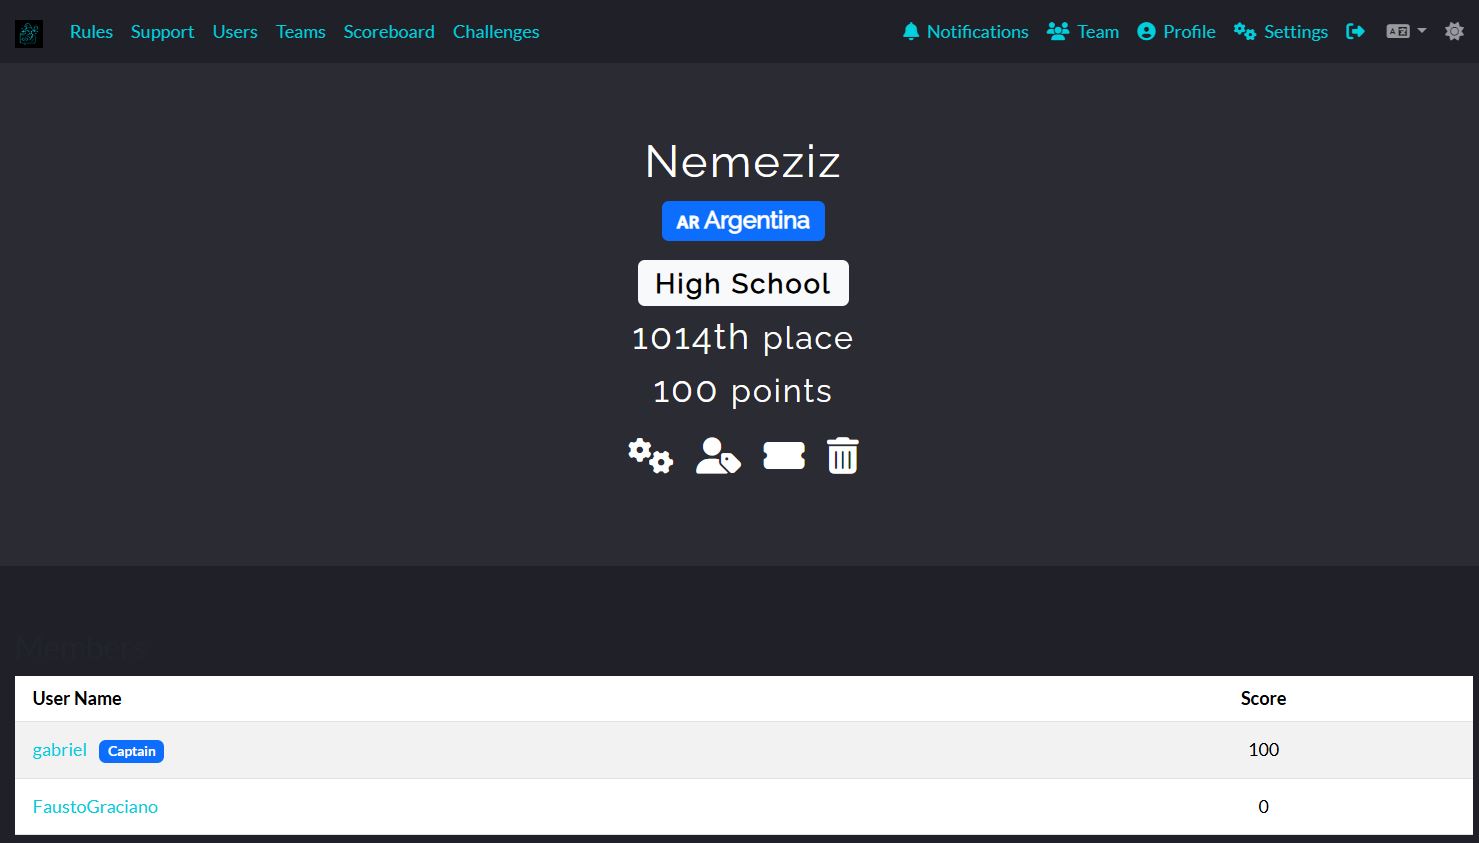 Rules Support Users Teams Scoreboard Challenges Notifications Team Profile Settings
Nemeziz
AR Argentina
High School
1014th place
100 points
Members
User Name Score
gabriel Captain 100
FaustoGraciano 0